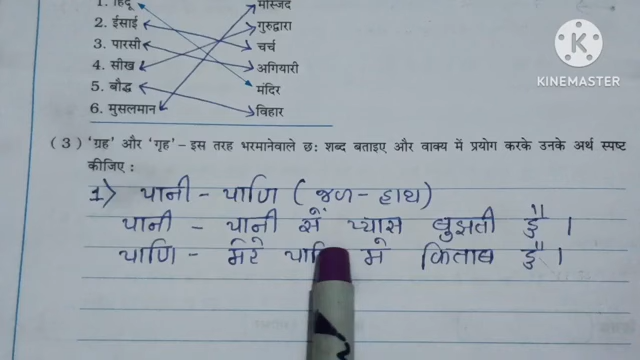 1. हिंदू मस्जिद
2. ईसाई गुरुद्वारा
3. पारसी चर्च
4. सीख अगियारी
5. बौद्ध मंदिर
6. मुसलमान विहार
K
KINEMASTER
(3) 'ग्रह' और 'गृह' - इस तरह भरमानेवाले छ: शब्द बताइए और वाक्य में प्रयोग करके उनके अर्थ स्पष्ट
कीजिए :
1) पानी - पाणि (जळ - हाथ)
पानी - पानी सें प्यास बुझती है ।
पाणि - मेरे में किताब है ।